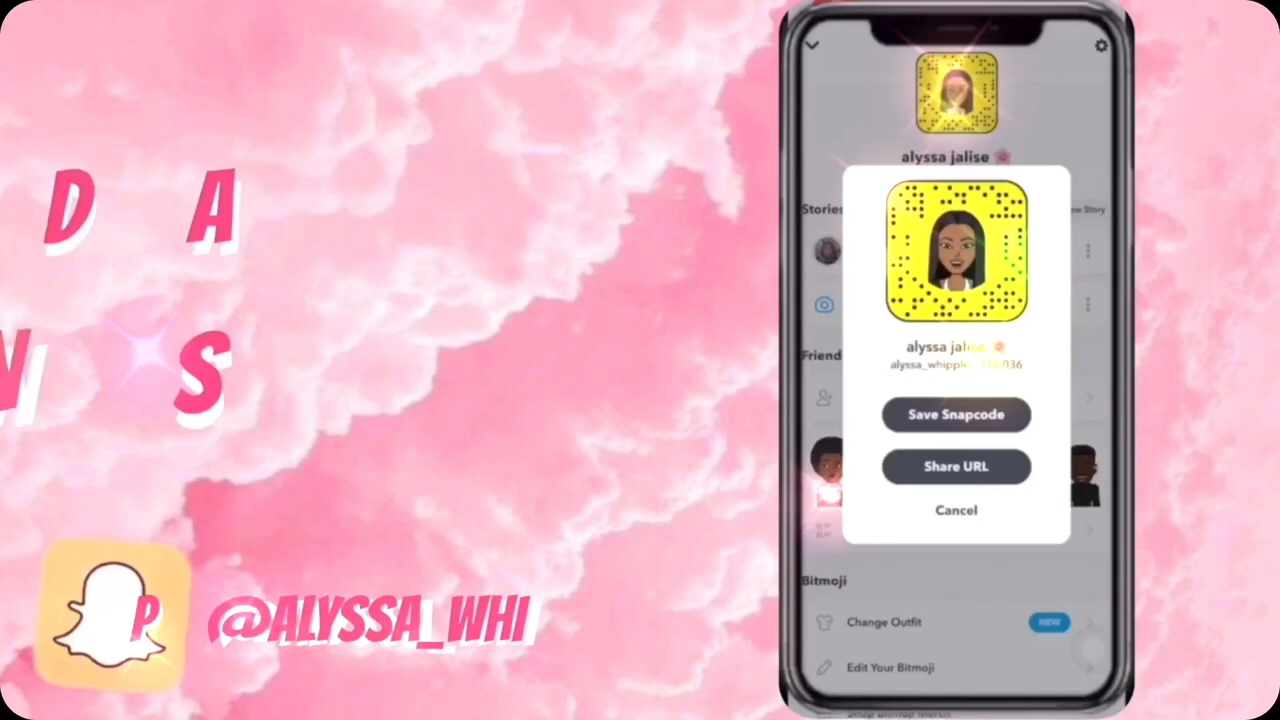 D A
N S
P @ALYSSA_WHI
alyssa jalise
Stories
Story
alyssa jalise
Save Snapcode
Friend
Share URL
Cancel
Bitmoji
Change Outfit
NEW
Edit Your Bitmoji